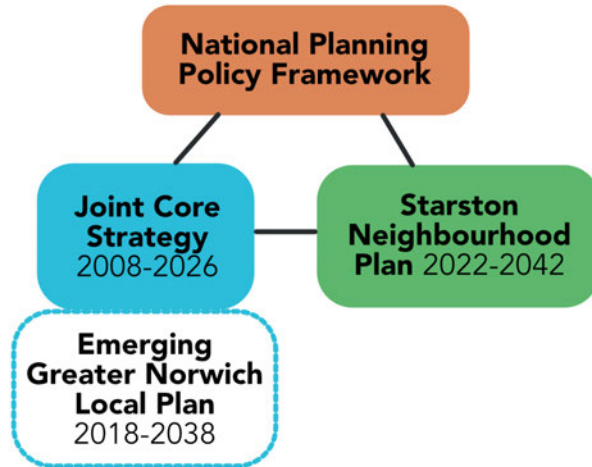 National Planning
Policy Framework
Joint Core
Strategy
2008-2026
Starston
Neighbourhood
Plan 2022-2042
Emerging
Greater Norwich
Local Plan
2018-2038